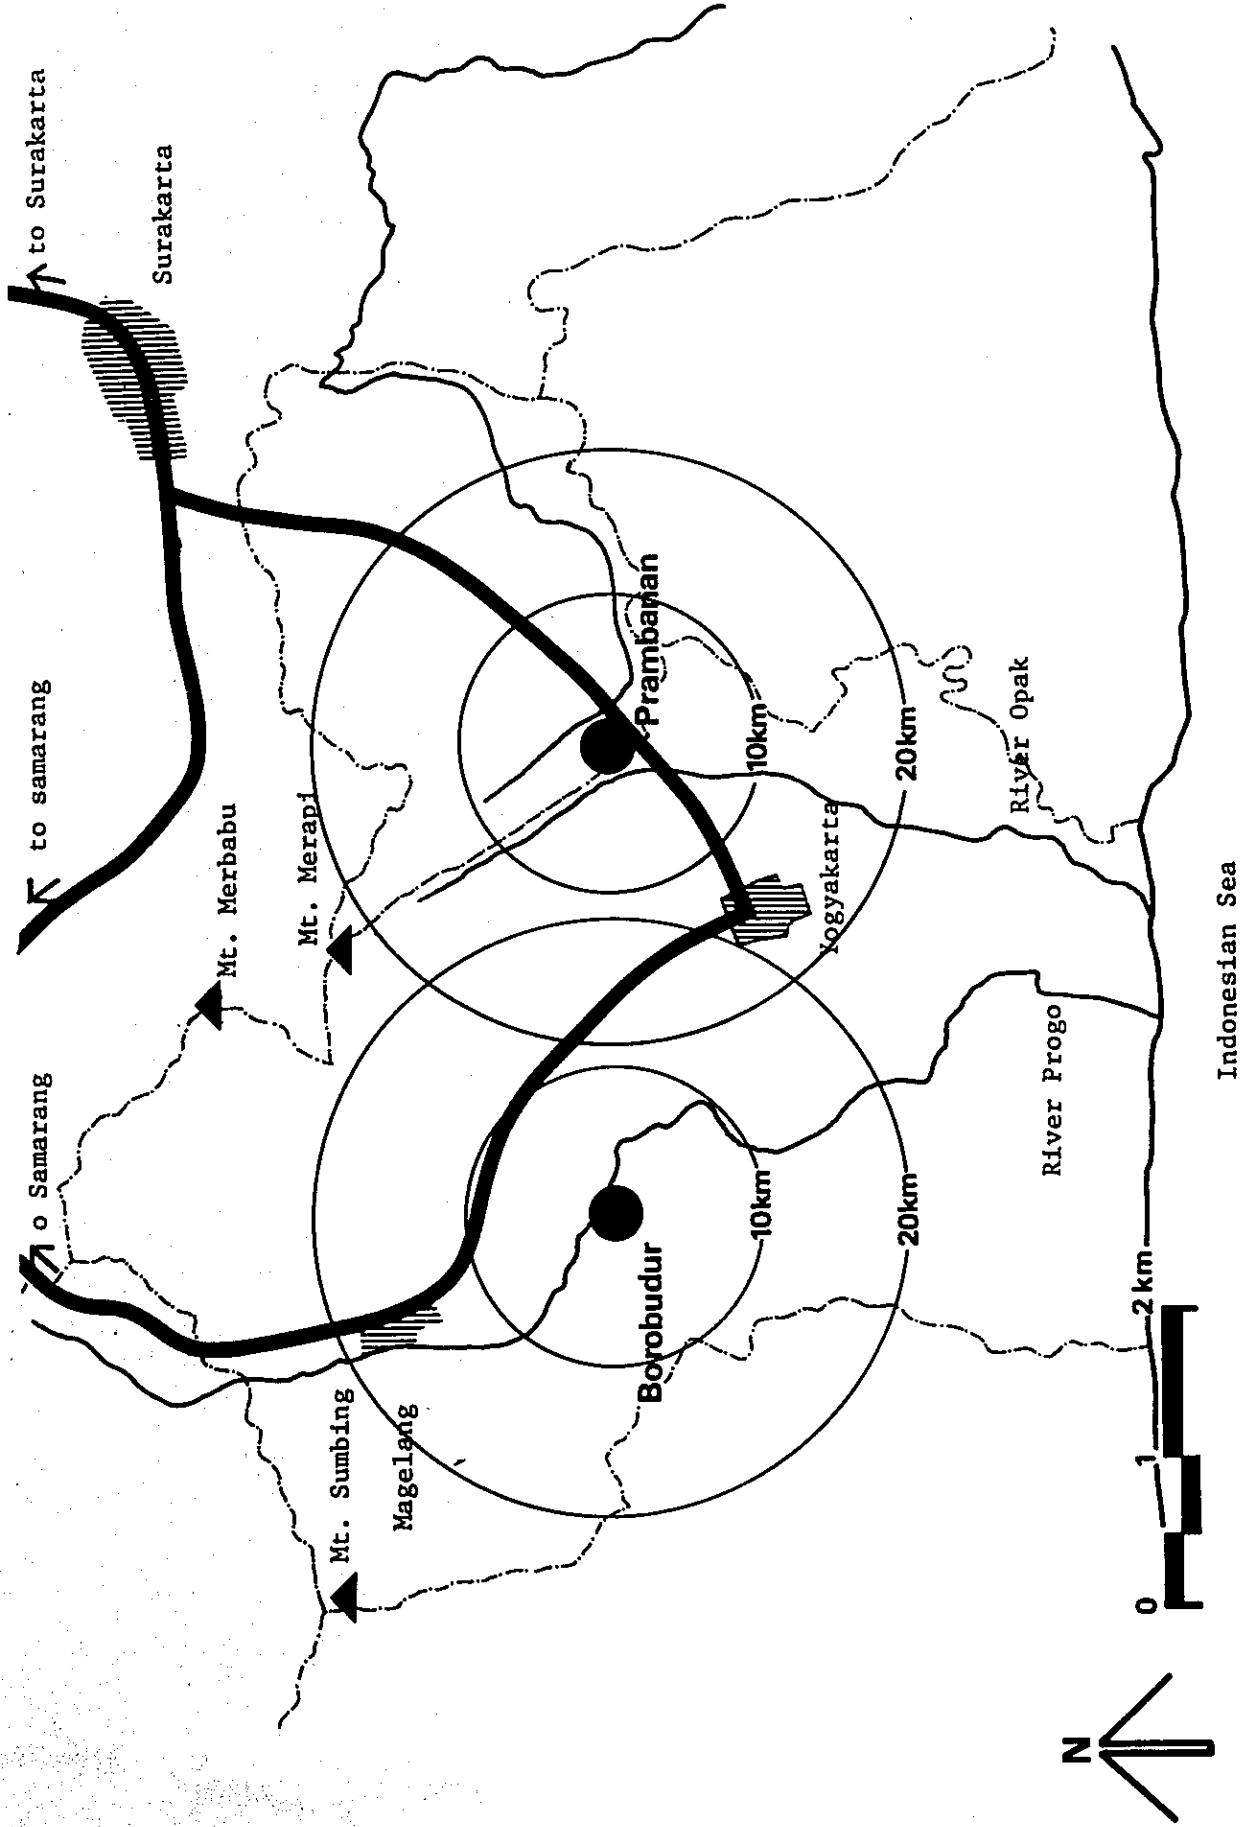 o Samarang
to samarang
to Surakarta
Surakarta
Mt. Merbabu
Mt. Merapi
Mt. Sumbing
Magelang
Borobudur
Prambanan
10km
10km
Yogyakarta
20km
20km
River Opak
River Progo
N
0 1 2 km
Indonesian Sea